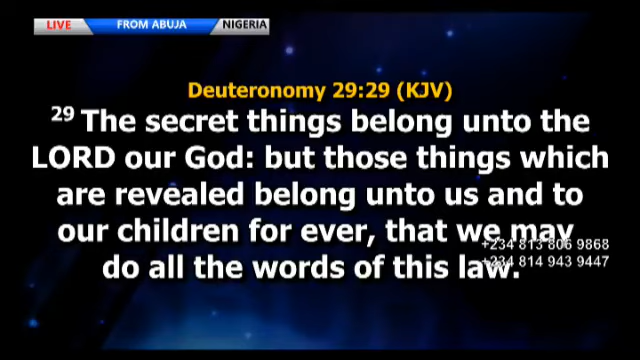 LIVE FROM ABUJA NIGERIA
Deuteronomy 29:29 (KJV)
29 The secret things belong unto the
LORD our God: but those things which
are revealed belong unto us and to
our children for ever, that we may
+234 813 806 9868
do all the words of this law.
+234 814 943 9447